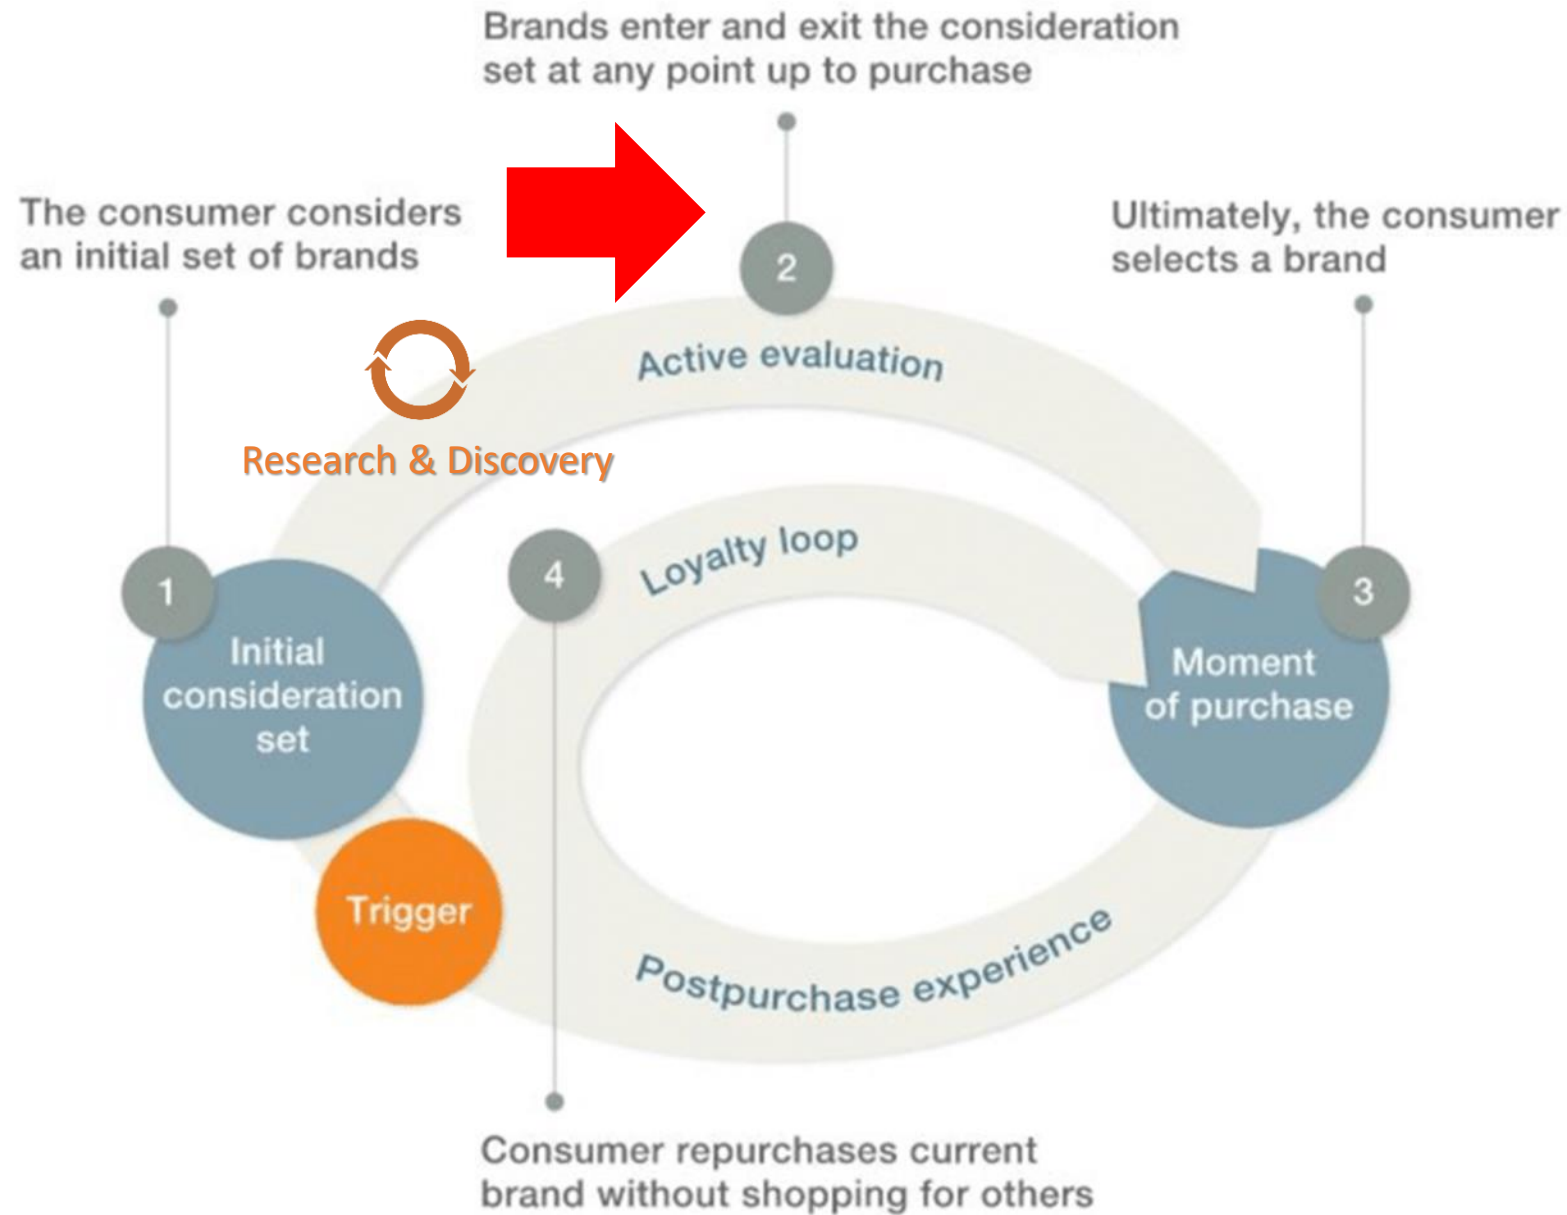 Brands enter and exit the consideration
set at any point up to purchase
The consumer considers
an initial set of brands
Ultimately, the consumer
selects a brand
2
Active evaluation
Research & Discovery
1
Initial
consideration
set
4
Loyalty loop
3
Moment
of purchase
Trigger
Postpurchase experience
Consumer repurchases current
brand without shopping for others